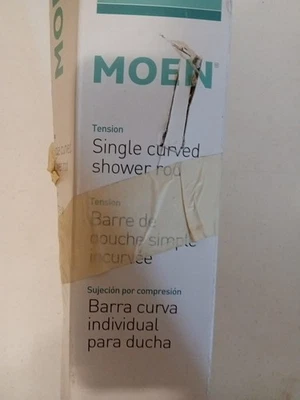 MOEN®
Tension
Single curved
shower rod
Tension
Barre de
douche simple
incurvée
Sujeción por compresión
Barra curva
individual
para ducha